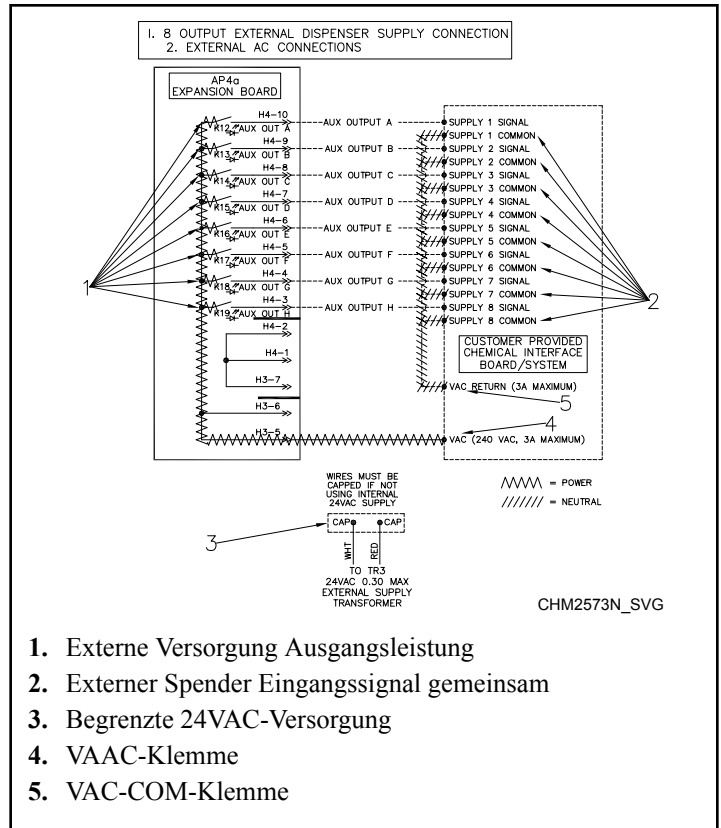 1. 8 OUTPUT EXTERNAL DISPENSER SUPPLY CONNECTION
2. EXTERNAL AC CONNECTIONS
AP4a
EXPANSION BOARD
H4-10
K12 AUX OUT A
AUX OUTPUT A
SUPPLY 1 SIGNAL
SUPPLY 1 COMMON
H4-9
K13 AUX OUT B
AUX OUTPUT B
SUPPLY 2 SIGNAL
SUPPLY 2 COMMON
H4-8
K14 AUX OUT C
AUX OUTPUT C
SUPPLY 3 SIGNAL
SUPPLY 3 COMMON
H4-7
K15 AUX OUT D
AUX OUTPUT D
SUPPLY 4 SIGNAL
SUPPLY 4 COMMON
H4-6
K16 AUX OUT E
AUX OUTPUT E
SUPPLY 5 SIGNAL
SUPPLY 5 COMMON
H4-5
K17 AUX OUT F
AUX OUTPUT F
SUPPLY 6 SIGNAL
SUPPLY 6 COMMON
H4-4
K18 AUX OUT G
AUX OUTPUT G
SUPPLY 7 SIGNAL
SUPPLY 7 COMMON
H4-3
K19 AUX OUT H
AUX OUTPUT H
SUPPLY 8 SIGNAL
SUPPLY 8 COMMON
1
2
H4-2
H4-1
H3-7
H3-6
H3-5
CUSTOMER PROVIDED
CHEMICAL INTERFACE
BOARD/SYSTEM
VAC RETURN (3A MAXIMUM)
5
4
VAC (240 VAC, 3A MAXIMUM)
WIRES MUST BE
CAPPED IF NOT
USING INTERNAL
24VAC SUPPLY
= POWER
= NEUTRAL
3
CAP
CAP
WHT
RED
TO TR3
24VAC 0.30 MAX
EXTERNAL SUPPLY
TRANSFORMER
CHM2573N_SVG
1. Externe Versorgung Ausgangsleistung
2. Externer Spender Eingangssignal gemeinsam
3. Begrenzte 24VAC-Versorgung
4. VAAC-Klemme
5. VAC-COM-Klemme